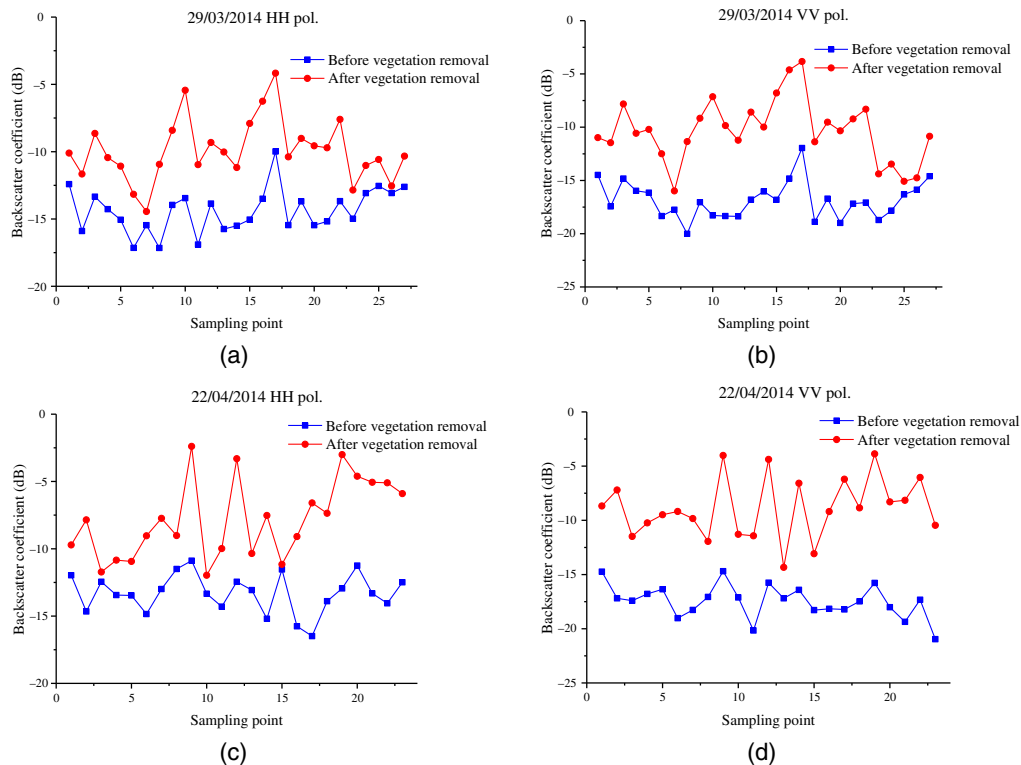 29/03/2014 HH pol.
0
−5
−10
−15
−20
Backscatter coefficient (dB)
Before vegetation removal
After vegetation removal
0 5 10 15 20 25
Sampling point
(a)
29/03/2014 VV pol.
0
−5
−10
−15
−20
−25
Backscatter coefficient (dB)
Before vegetation removal
After vegetation removal
0 5 10 15 20 25
Sampling point
(b)
22/04/2014 HH pol.
0
−5
−10
−15
−20
Backscatter coefficient (dB)
Before vegetation removal
After vegetation removal
0 5 10 15 20
Sampling point
(c)
22/04/2014 VV pol.
0
−5
−10
−15
−20
−25
Backscatter coefficient (dB)
Before vegetation removal
After vegetation removal
0 5 10 15 20
Sampling point
(d)